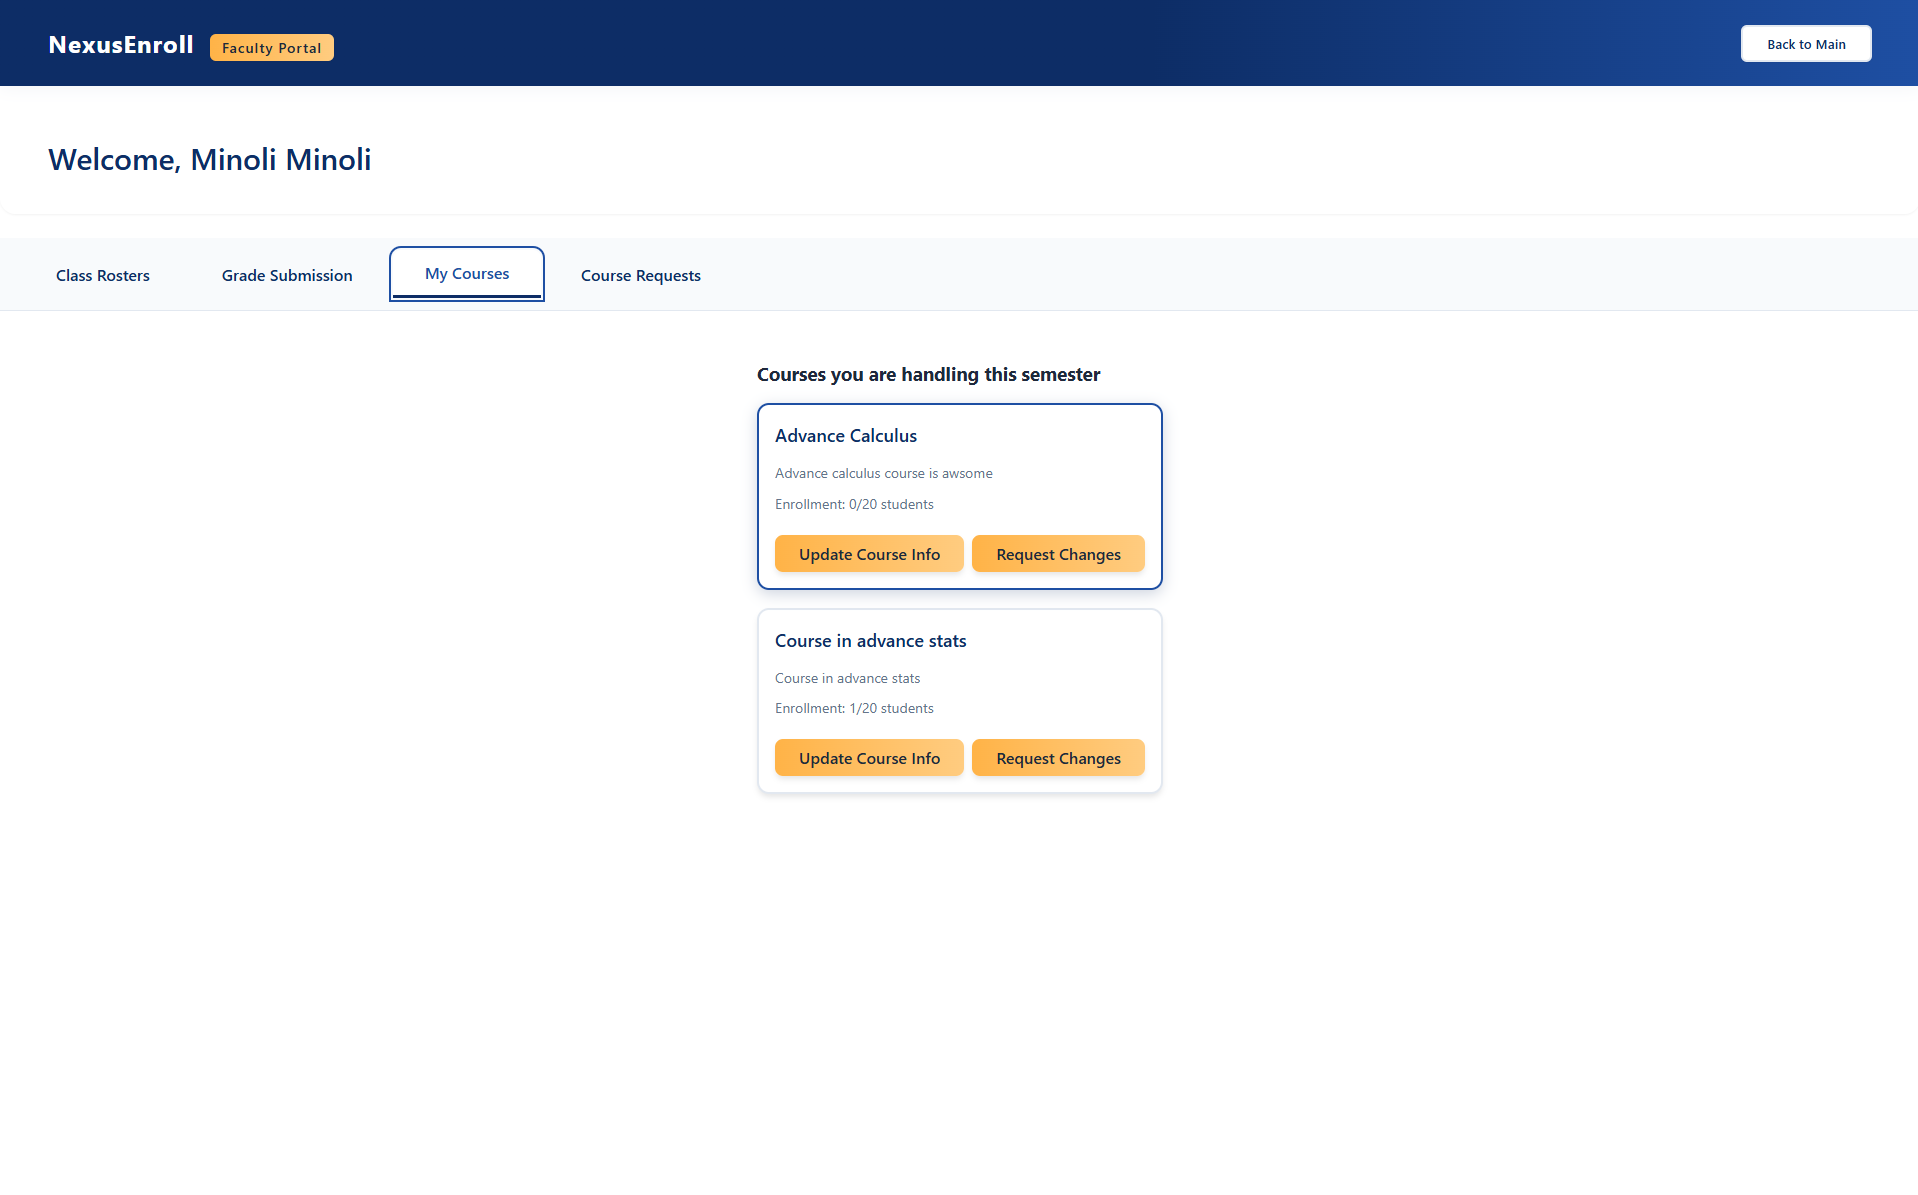 NexusEnroll Faculty Portal Back to Main
Welcome, Minoli Minoli
Class Rosters Grade Submission My Courses Course Requests
Courses you are handling this semester
Advance Calculus
Advance calculus course is awsome
Enrollment: 0/20 students
Update Course Info Request Changes
Course in advance stats
Course in advance stats
Enrollment: 1/20 students
Update Course Info Request Changes